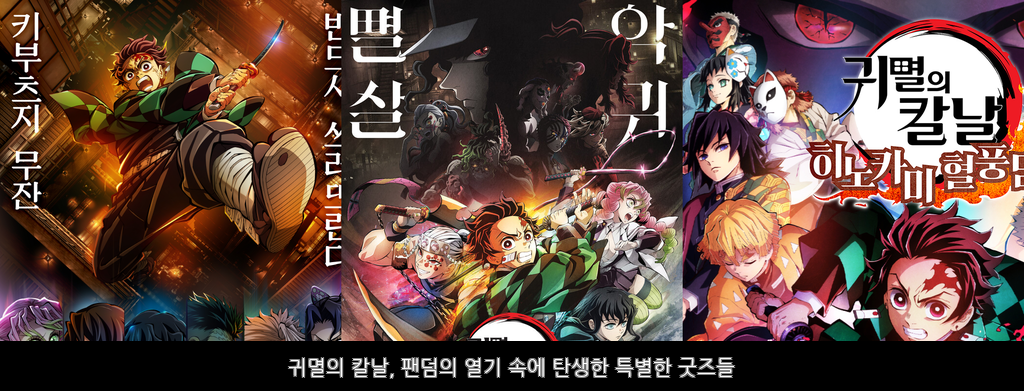 키부츠지 무잔
반드시 쓰러뜨린다
멸살
악귀
귀멸의
칼날
히노카미 혈풍담
귀멸의 칼날, 팬덤의 열기 속에 탄생한 특별한 굿즈들